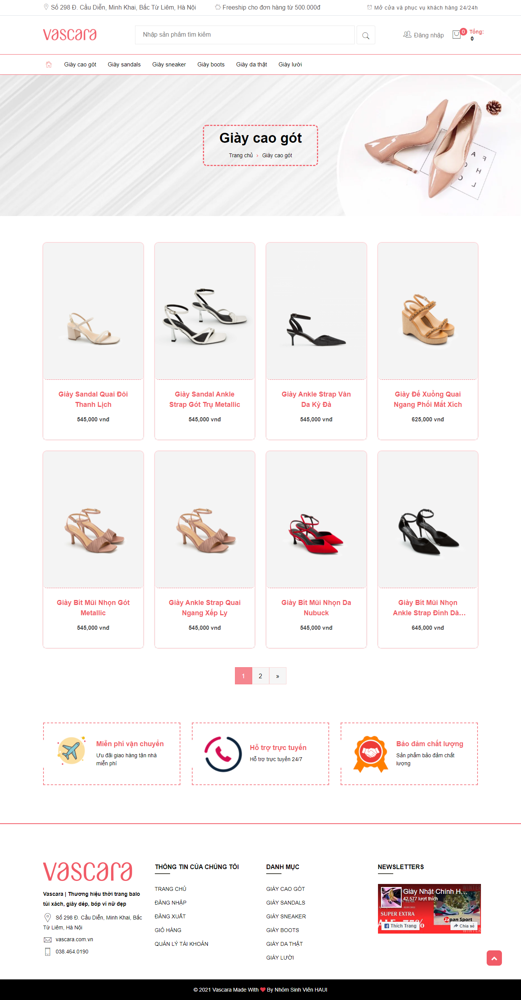 Số 298 Đ. Cầu Diễn, Minh Khai, Bắc Từ Liêm, Hà Nội
Freeship cho đơn hàng từ 500.000đ
Mở cửa và phục vụ khách hàng 24/24h
vascara
Nhập sản phẩm tìm kiếm
Đăng nhập
0
Tổng:
0
Giày cao gót
Giày sandals
Giày sneaker
Giày boots
Giày da thật
Giày lười
Giày cao gót
Trang chủ › Giày cao gót
A F
H
O L
Giày Sandal Quai Đôi
Thanh Lịch
545,000 vnđ
Giày Sandal Ankle
Strap Gót Trụ Metallic
545,000 vnđ
Giày Ankle Strap Vân
Da Kỳ Đà
545,000 vnđ
Giày Đế Xuồng Quai
Ngang Phối Mắt Xích
625,000 vnđ
Giày Bít Mũi Nhọn Gót
Metallic
545,000 vnđ
Giày Ankle Strap Quai
Ngang Xếp Ly
545,000 vnđ
Giày Bít Mũi Nhọn Da
Nubuck
545,000 vnđ
Giày Bít Mũi Nhọn
Ankle Strap Đính Dâ...
645,000 vnđ
1
2
»
Miễn phí vận chuyển
Ưu đãi giao hàng tận nhà
miễn phí
Hỗ trợ trực tuyến
Hỗ trợ trực tuyến 24/7
Bảo đảm chất lượng
Sản phẩm bảo đảm chất
lượng
vascara
Vascara | Thương hiệu thời trang balo
túi xách, giày dép, bóp ví nữ đẹp
Số 298 Đ. Cầu Diễn, Minh Khai, Bắc
Từ Liêm, Hà Nội
vascara.com.vn
038.464.0190
THÔNG TIN CỦA CHÚNG TÔI
TRANG CHỦ
ĐĂNG NHẬP
ĐĂNG XUẤT
GIỎ HÀNG
QUẢN LÝ TÀI KHOẢN
DANH MỤC
GIÀY CAO GÓT
GIÀY SANDALS
GIÀY SNEAKER
GIÀY BOOTS
GIÀY DA THẬT
GIÀY LƯỜI
NEWSLETTERS
WINTER
Giày Nhật Chính H...
42.577 lượt thích
YEAR
SUPER EXTRA
Japan Sport
Thích Trang
Chia sẻ
WINTER
© 2021 Vascara Made With ❤ By Nhóm Sinh Viên HAUI